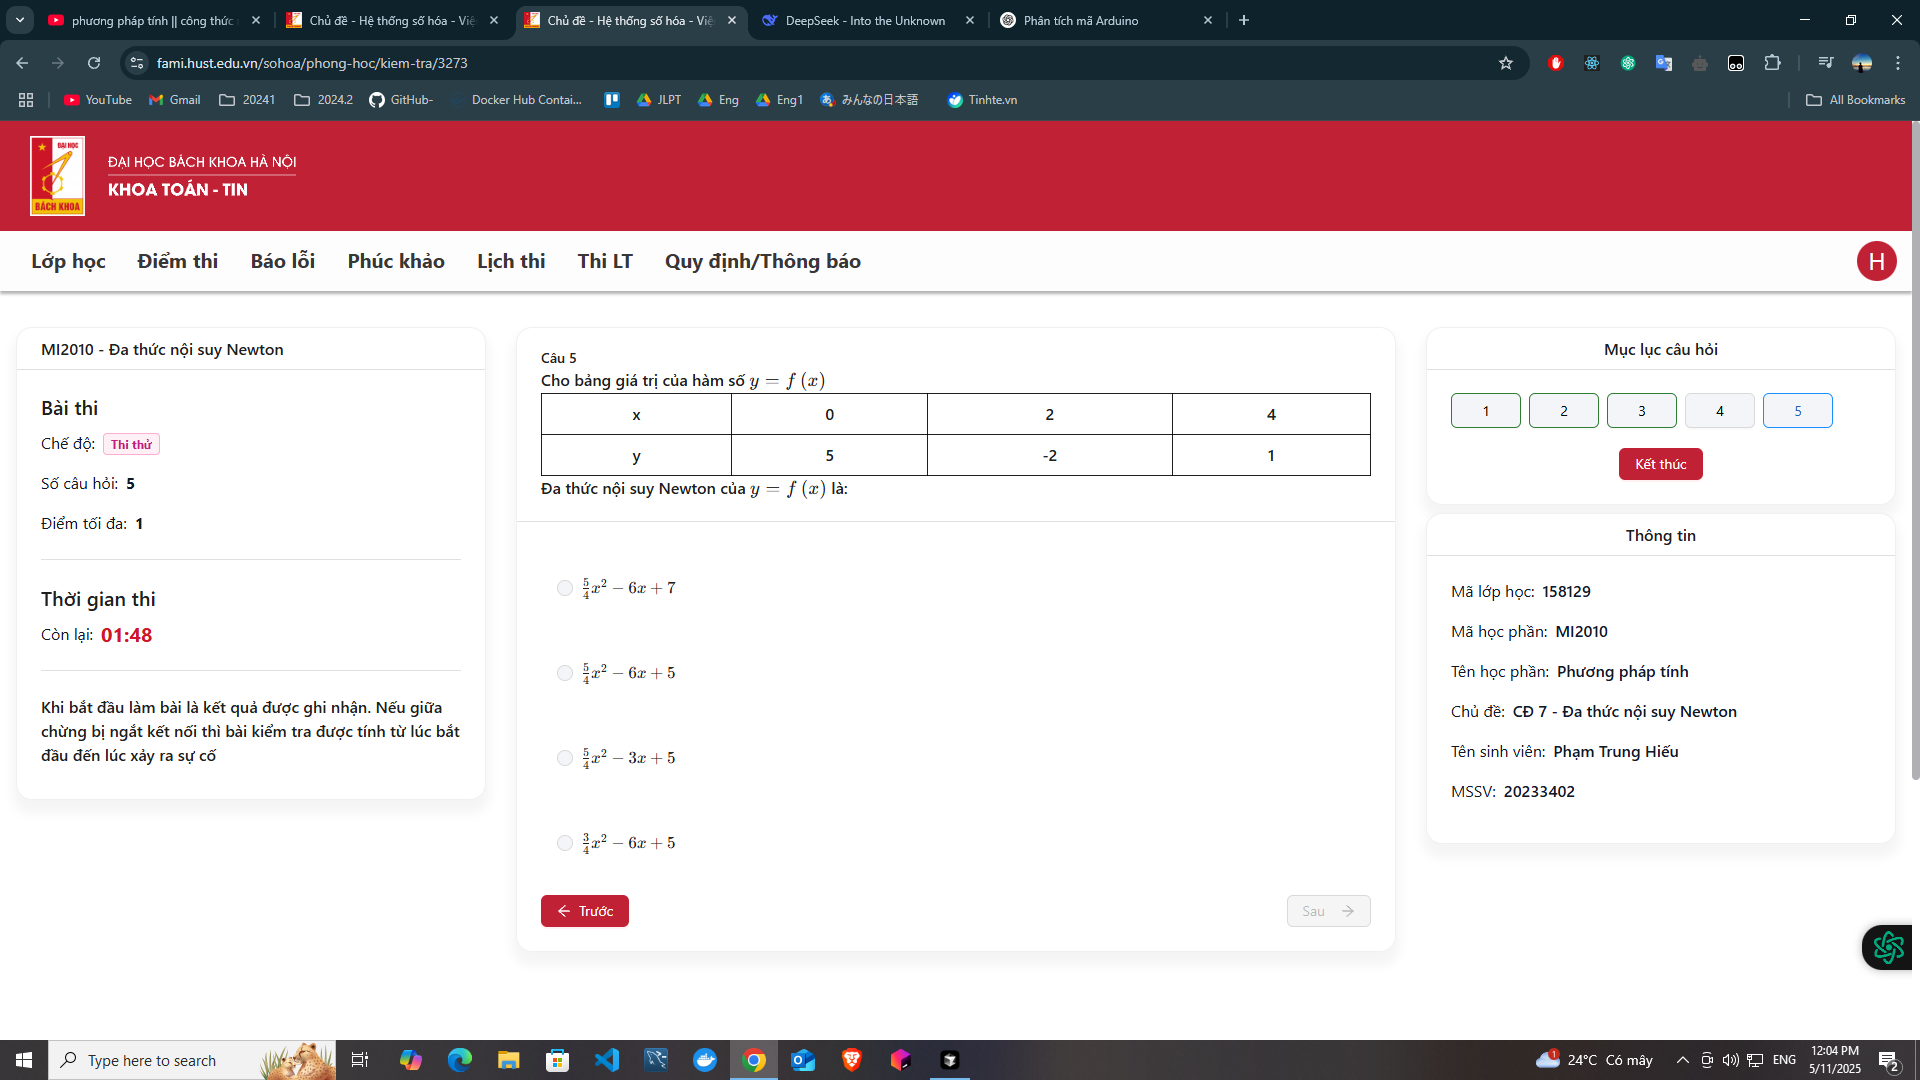 phương pháp tính || công thức
Chủ đề - Hệ thống số hóa - Việ
Chủ đề - Hệ thống số hóa - Việ
DeepSeek - Into the Unknown
Phân tích mã Arduino
fami.hust.edu.vn/sohoa/phong-hoc/kiem-tra/3273
YouTube
Gmail
20241
2024.2
GitHub-
Docker Hub Contai...
JLPT
Eng
Eng1
みんなの日本語
Tinhte.vn
All Bookmarks
ĐẠI HỌC
BÁCH KHOA
ĐẠI HỌC BÁCH KHOA HÀ NỘI
KHOA TOÁN - TIN
Lớp học
Điểm thi
Báo lỗi
Phúc khảo
Lịch thi
Thi LT
Quy định/Thông báo
H
MI2010 - Đa thức nội suy Newton
Bài thi
Chế độ: Thi thử
Số câu hỏi: 5
Điểm tối đa: 1
Thời gian thi
Còn lại: 01:48
Khi bắt đầu làm bài là kết quả được ghi nhận. Nếu giữa
chừng bị ngắt kết nối thì bài kiểm tra được tính từ lúc bắt
đầu đến lúc xảy ra sự cố
Câu 5
Cho bảng giá trị của hàm số y = f (x)
x 0 2 4
y 5 -2 1
Đa thức nội suy Newton của y = f (x) là:
5/4 x² − 6x + 7
5/4 x² − 6x + 5
5/4 x² − 3x + 5
3/4 x² − 6x + 5
Trước
Sau
Mục lục câu hỏi
1 2 3 4 5
Kết thúc
Thông tin
Mã lớp học: 158129
Mã học phần: MI2010
Tên học phần: Phương pháp tính
Chủ đề: CĐ 7 - Đa thức nội suy Newton
Tên sinh viên: Phạm Trung Hiếu
MSSV: 20233402
Type here to search
1
24°C Có mây
ENG
12:04 PM
5/11/2025
2